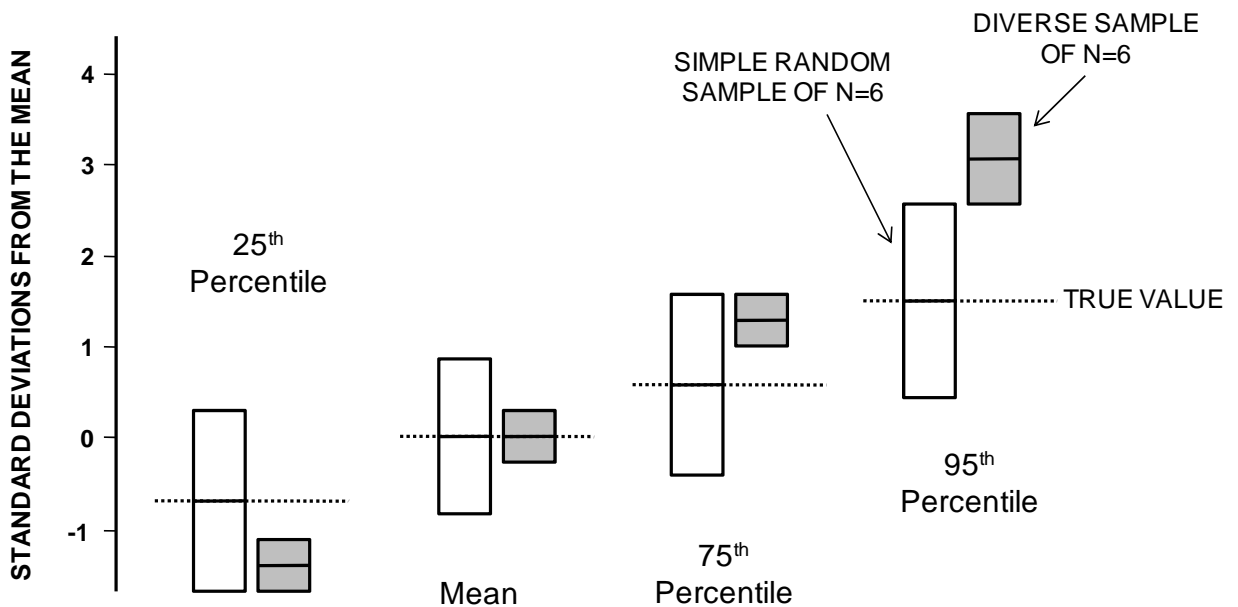 STANDARD DEVIATIONS FROM THE MEAN
4
3
2
1
0
-1
25th
Percentile
Mean
75th
Percentile
95th
Percentile
SIMPLE RANDOM
SAMPLE OF N=6
DIVERSE SAMPLE
OF N=6
TRUE VALUE